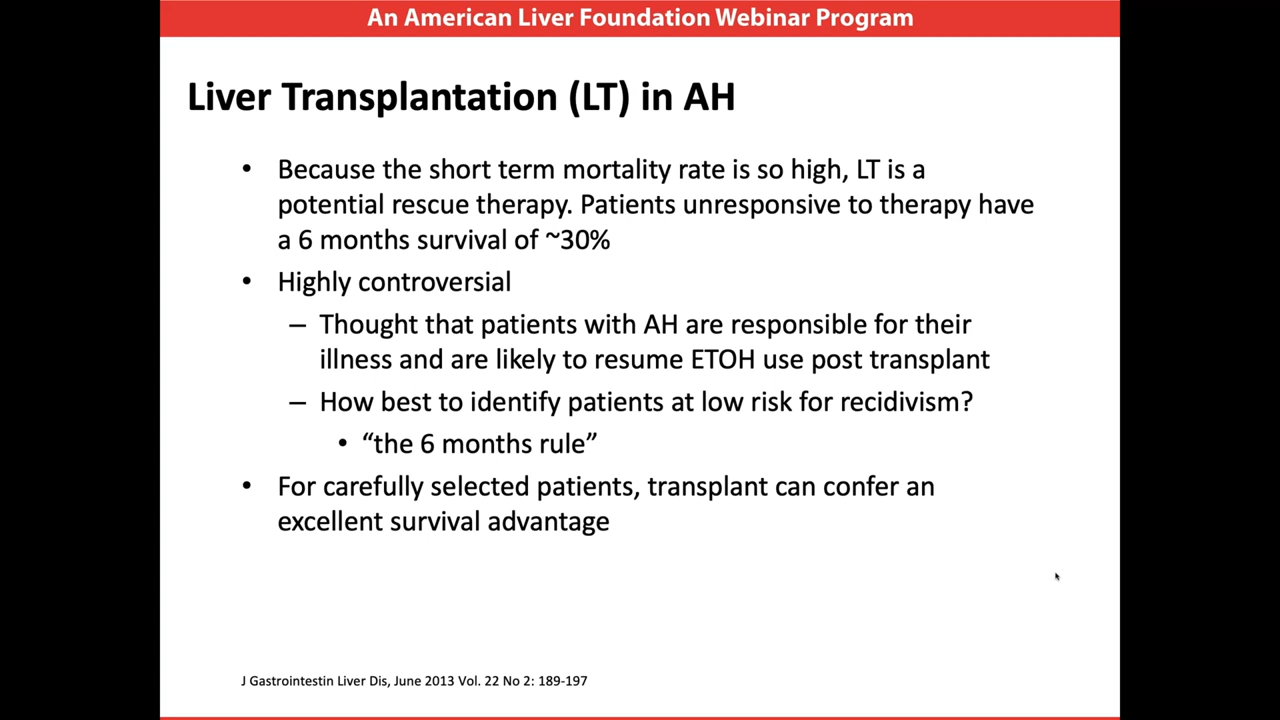 An American Liver Foundation Webinar Program
Liver Transplantation (LT) in AH
• Because the short term mortality rate is so high, LT is a
potential rescue therapy. Patients unresponsive to therapy have
a 6 months survival of ~30%
• Highly controversial
– Thought that patients with AH are responsible for their
illness and are likely to resume ETOH use post transplant
– How best to identify patients at low risk for recidivism?
• “the 6 months rule”
• For carefully selected patients, transplant can confer an
excellent survival advantage
J Gastrointestin Liver Dis, June 2013 Vol. 22 No 2: 189-197